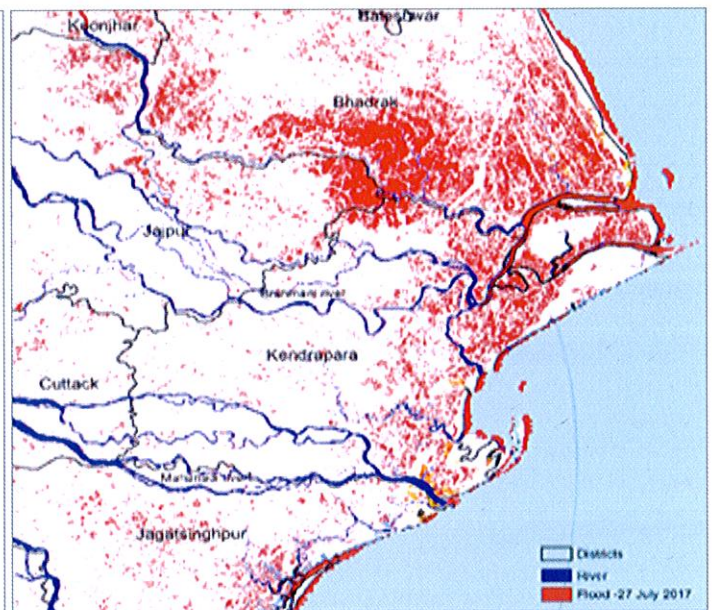 Keonjhar
Baleshwar
Bhadrak
Jajpur
Brahmani river
Kendrapara
Cuttack
Mahanadi river
Jagatsinghpur
Districts
River
Flood -27 July 2017